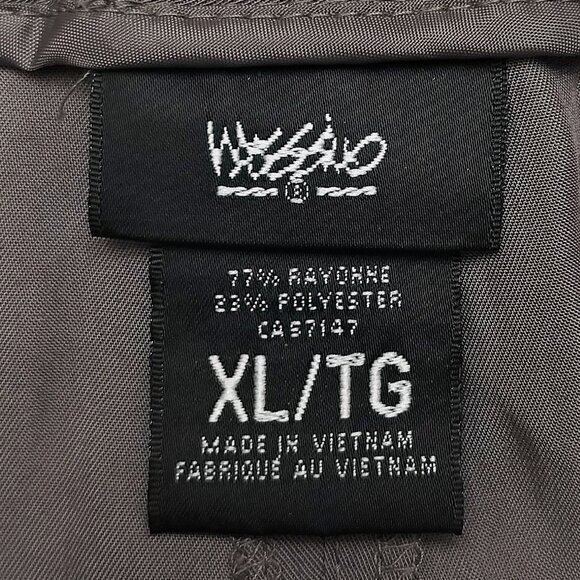 Mossimo
®
77% RAYONNE
23% POLYESTER
CA57147
XL/TG
MADE IN VIETNAM
FABRIQUÉ AU VIETNAM